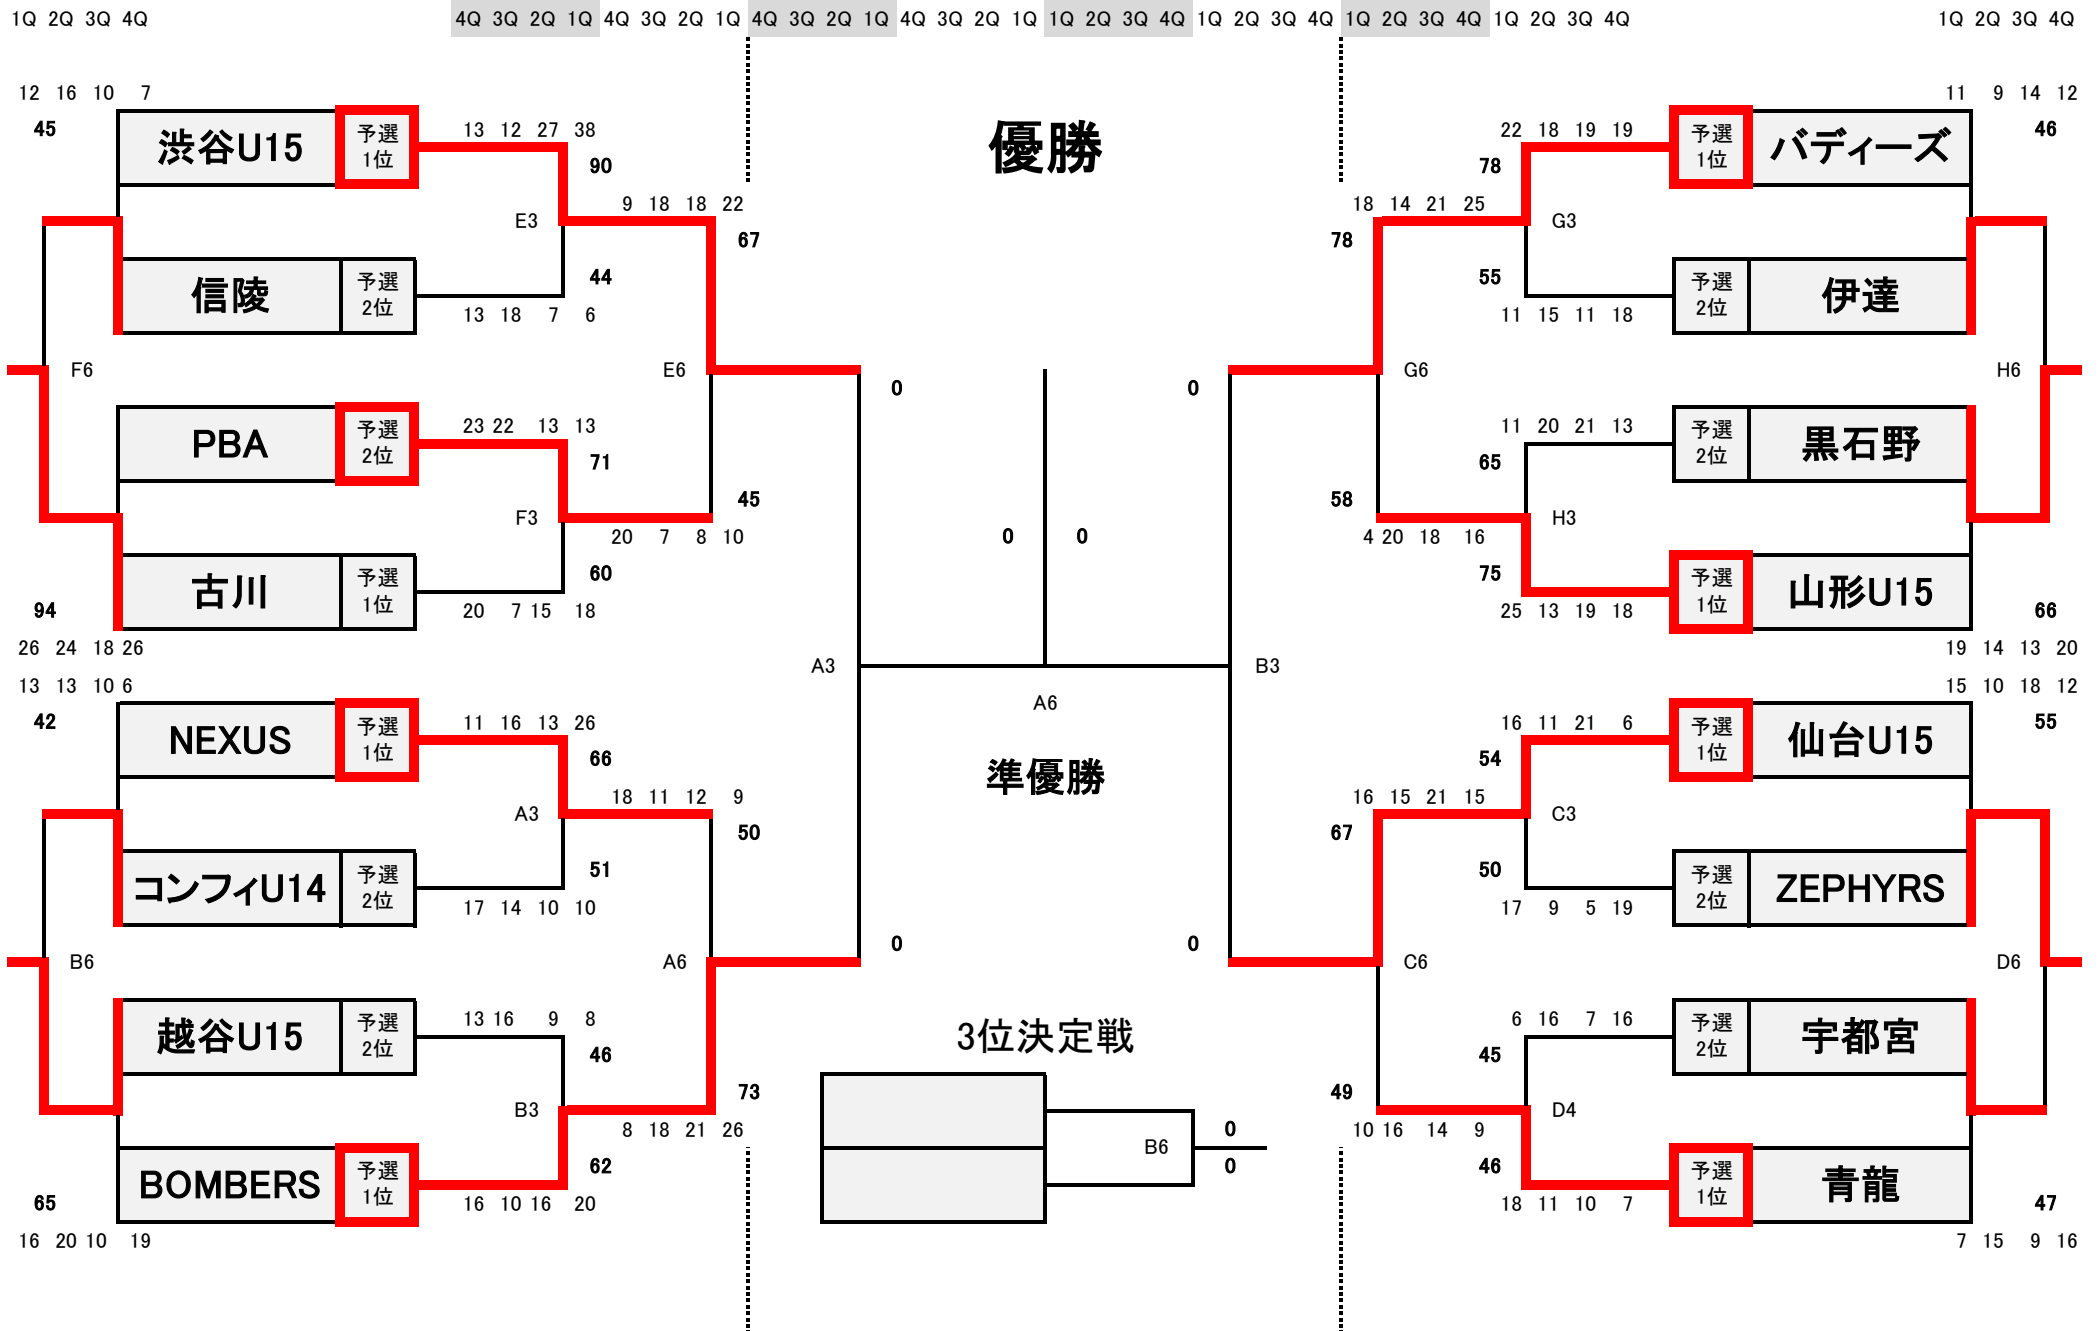 1Q 2Q 3Q 4Q 4Q 3Q 2Q 1Q 4Q 3Q 2Q 1Q 4Q 3Q 2Q 1Q 4Q 3Q 2Q 1Q 1Q 2Q 3Q 4Q 1Q 2Q 3Q 4Q 1Q 2Q 3Q 4Q 1Q 2Q 3Q 4Q 1Q 2Q 3Q 4Q
12 16 10 7
45
渋谷U15
予選
1位
13 12 27 38
90
E3
信陵
予選
2位
44
13 18 7 6
9 18 18 22
67
F6
E6
PBA
予選
2位
23 22 13 13
71
F3
古川
予選
1位
60
20 7 15 18
45
20 7 8 10
94
26 24 18 26
13 13 10 6
42
NEXUS
予選
1位
11 16 13 26
66
A3
コンフィU14
予選
2位
51
17 14 10 10
18 11 12 9
50
B6
A6
越谷U15
予選
2位
13 16 9 8
46
B3
BOMBERS
予選
1位
62
16 10 16 20
73
8 18 21 26
65
16 20 10 19
優勝
0
0
0
0
A3
B3
A6
準優勝
0
0
3位決定戦
B6
0
0
22 18 19 19
78
予選
1位
バディーズ
11 9 14 12
46
G3
55
予選
2位
伊達
11 15 11 18
18 14 21 25
78
G6
H6
11 20 21 13
65
予選
2位
黒石野
H3
75
予選
1位
山形U15
25 13 19 18
58
4 20 18 16
66
19 14 13 20
15 10 18 12
55
16 11 21 6
54
予選
1位
仙台U15
C3
50
予選
2位
ZEPHYRS
17 9 5 19
16 15 21 15
67
C6
D6
6 16 7 16
45
予選
2位
宇都宮
D4
46
予選
1位
青龍
18 11 10 7
49
10 16 14 9
47
7 15 9 16